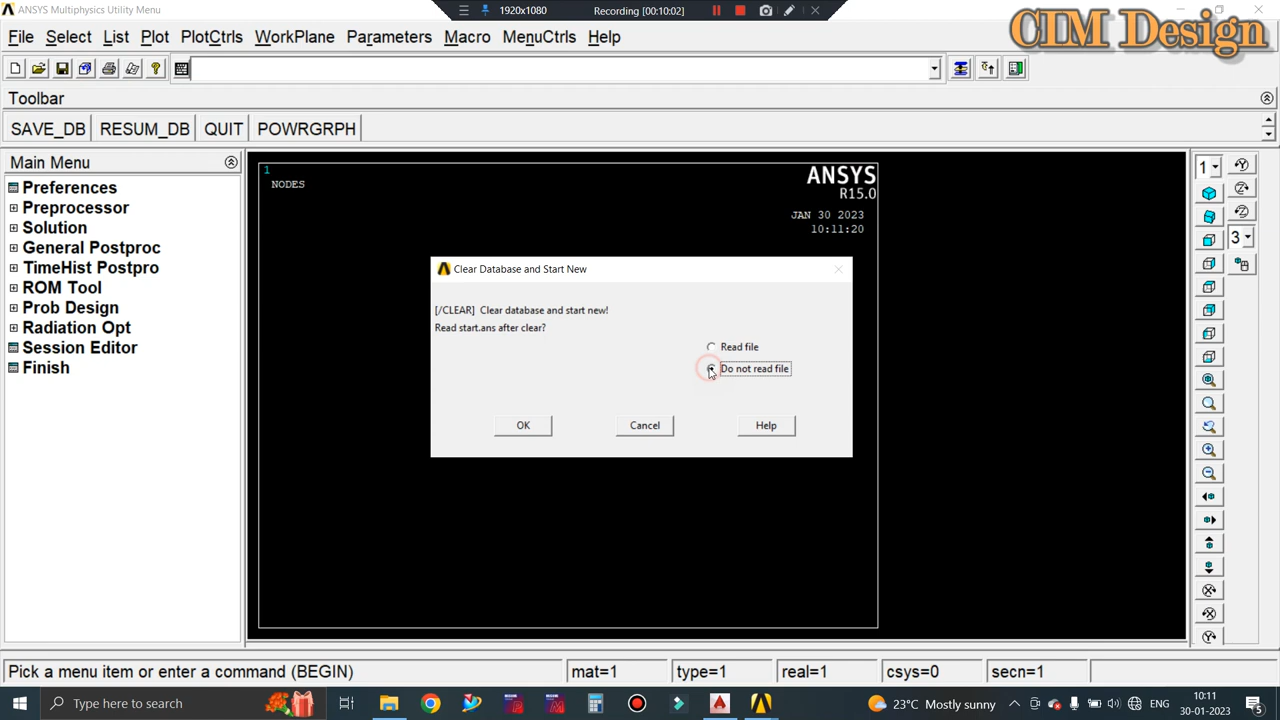 ANSYS Multiphysics Utility Menu
1920x1080
Recording [00:10:02]
CIM Design
File Select List Plot PlotCtrls WorkPlane Parameters Macro MenuCtrls Help
Toolbar
SAVE_DB RESUM_DB QUIT POWRGRPH
Main Menu
Preferences
Preprocessor
Solution
General Postproc
TimeHist Postpro
ROM Tool
Prob Design
Radiation Opt
Session Editor
Finish
1
NODES
ANSYS
R15.0
JAN 30 2023
10:11:20
1
3
Clear Database and Start New
[/CLEAR] Clear database and start new!
Read start.ans after clear?
Read file
Do not read file
OK Cancel Help
Pick a menu item or enter a command (BEGIN) mat=1 type=1 real=1 csys=0 secn=1
Type here to search
23°C Mostly sunny
ENG
10:11
30-01-2023
5